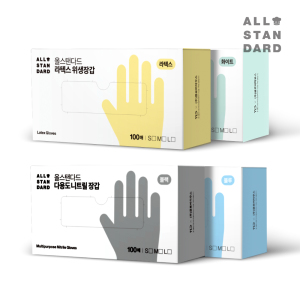 ALL
STAN
DARD
ALL
STAN
DARD
올스탠다드
라텍스 위생장갑
라텍스
화이트
Latex Gloves
100매 S□ M□ L□
ALL
STAN
DARD
올스탠다드
다용도 니트릴 장갑
블랙
블루
Multipurpose Nitrile Gloves
100매 S□ M□ L□